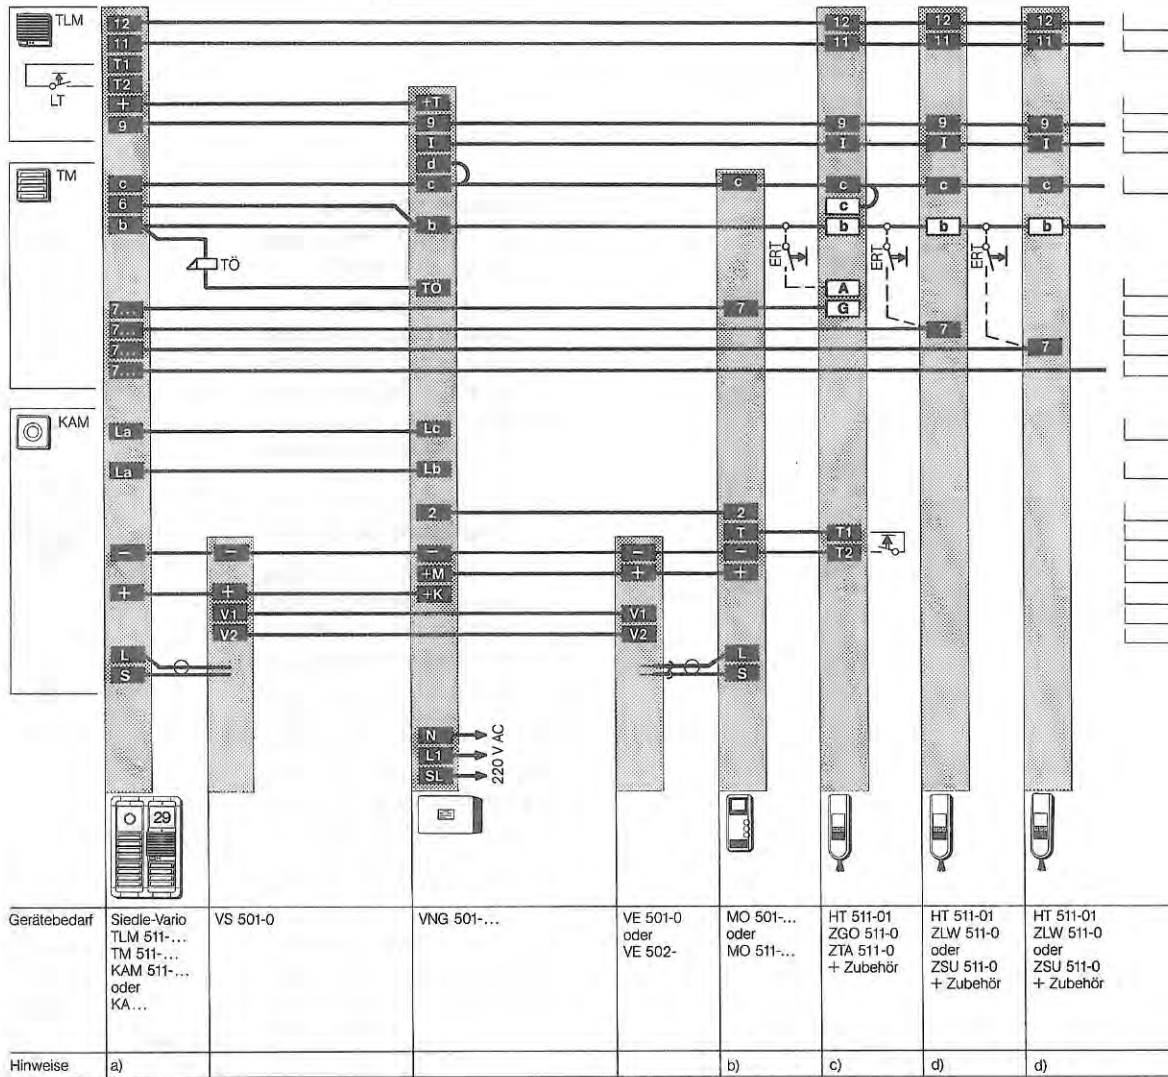 TLM 12 12 12 12
11 11 11 11
T1
T2
LT
+ +T
9 9 9 9 9
I I I I
d
TM
c c c c c c
6 c
b b b b b
TÖ ERT ERT ERT
TÖ A
7... 7 G
7... 7
7... 7
7...
KAM
La Lc
La Lb
2 2
T T1
– – – – – T2
+M + +
+ + +K
V1 V1
V2 V2
L L
S S
N
L1
SL
220 V AC
29
Gerätebedarf
Siedle-Vario
TLM 511-...
TM 511-...
KAM 511-...
oder
KA...
VS 501-0
VNG 501-...
VE 501-0
oder
VE 502-
MO 501-...
oder
MO 511-...
HT 511-01
ZGO 511-0
ZTA 511-0
+ Zubehör
HT 511-01
ZLW 511-0
oder
ZSU 511-0
+ Zubehör
HT 511-01
ZLW 511-0
oder
ZSU 511-0
+ Zubehör
Hinweise a) b) c) d) d)